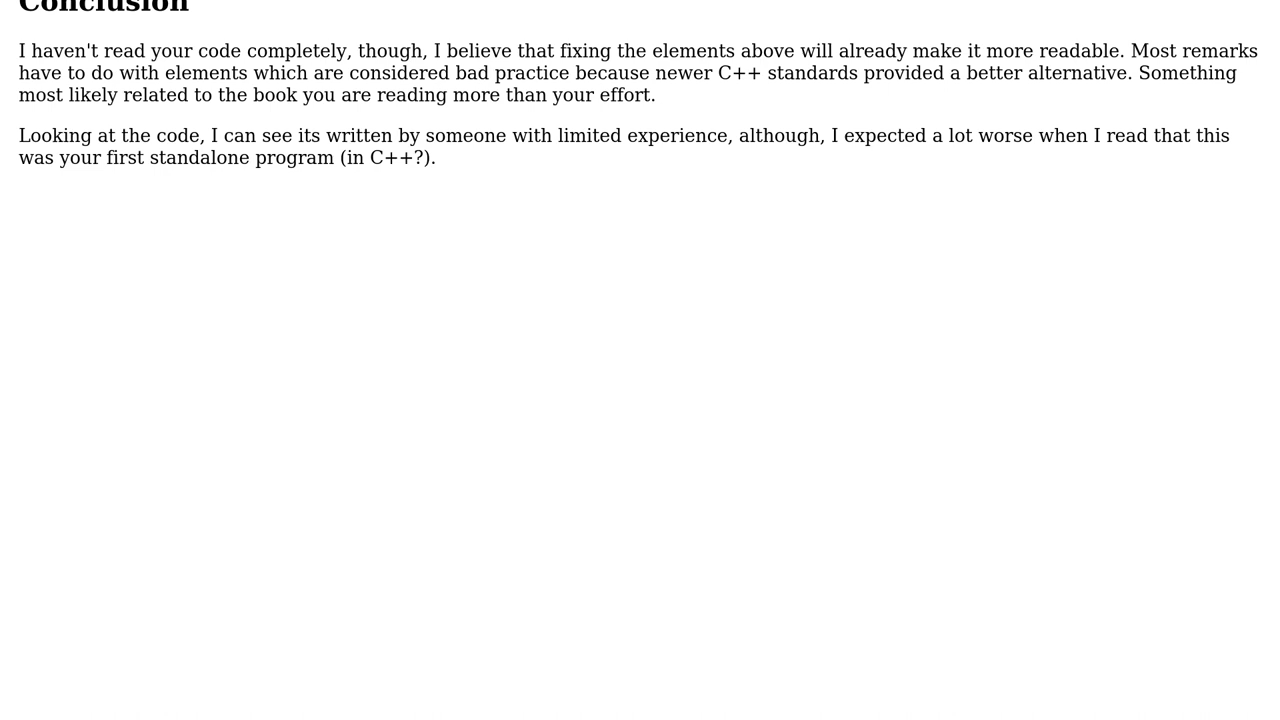 Conclusion
I haven't read your code completely, though, I believe that fixing the elements above will already make it more readable. Most remarks
have to do with elements which are considered bad practice because newer C++ standards provided a better alternative. Something
most likely related to the book you are reading more than your effort.
Looking at the code, I can see its written by someone with limited experience, although, I expected a lot worse when I read that this
was your first standalone program (in C++?).